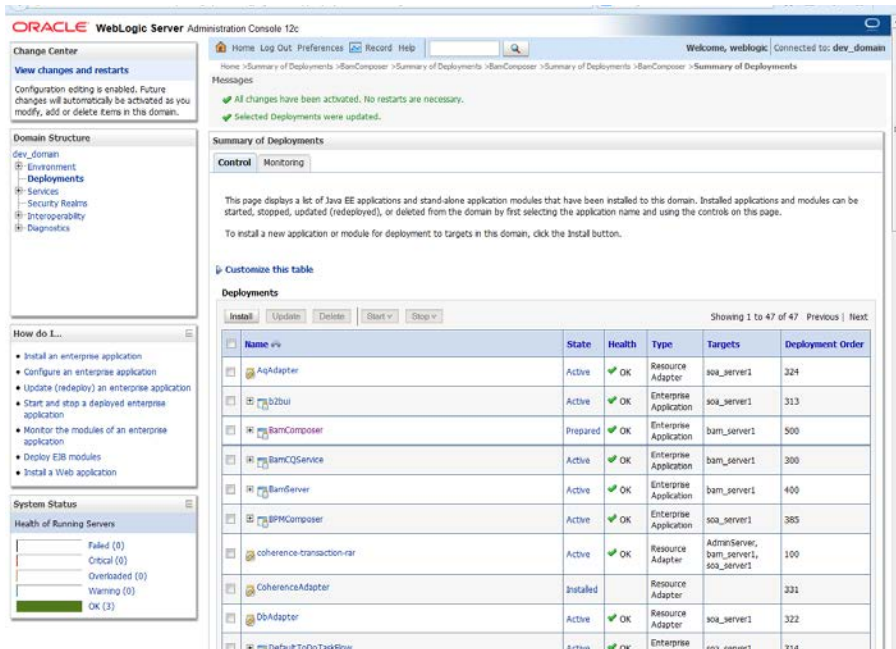 ORACLE WebLogic Server Administration Console 12c
Change Center
View changes and restarts
Configuration editing is enabled. Future
changes will automatically be activated as you
modify, add or delete items in this domain.
Domain Structure
dev_domain
Environment
Deployments
Services
Security Realms
Interoperability
Diagnostics
How do I...
Install an enterprise application
Configure an enterprise application
Update (redeploy) an enterprise application
Start and stop a deployed enterprise
application
Monitor the modules of an enterprise
application
Deploy EJB modules
Install a Web application
System Status
Health of Running Servers
Failed (0)
Critical (0)
Overloaded (0)
Warning (0)
OK (3)
Home Log Out Preferences Record Help
Welcome, weblogic Connected to: dev_domain
Home >Summary of Deployments >BamComposer >Summary of Deployments >BamComposer >Summary of Deployments >BamComposer >Summary of Deployments
Messages
All changes have been activated. No restarts are necessary.
Selected Deployments were updated.
Summary of Deployments
Control Monitoring
This page displays a list of Java EE applications and stand-alone application modules that have been installed to this domain. Installed applications and modules can be
started, stopped, updated (redeployed), or deleted from the domain by first selecting the application name and using the controls on this page.
To install a new application or module for deployment to targets in this domain, click the Install button.
Customize this table
Deployments
Install Update Delete Start Stop Showing 1 to 47 of 47 Previous | Next
Name State Health Type Targets Deployment Order
AqAdapter Active OK Resource Adapter soa_server1 324
b2bui Active OK Enterprise Application soa_server1 313
BamComposer Prepared OK Enterprise Application bam_server1 500
BamCQService Active OK Enterprise Application bam_server1 300
BamServer Active OK Enterprise Application bam_server1 400
BPMComposer Active OK Enterprise Application soa_server1 385
coherence-transaction-rar Active OK Resource Adapter AdminServer, bam_server1, soa_server1 100
CoherenceAdapter Installed Resource Adapter 331
DbAdapter Active OK Resource Adapter soa_server1 322
DefaultToDoTaskFlow Active OK Enterprise soa_server1 314